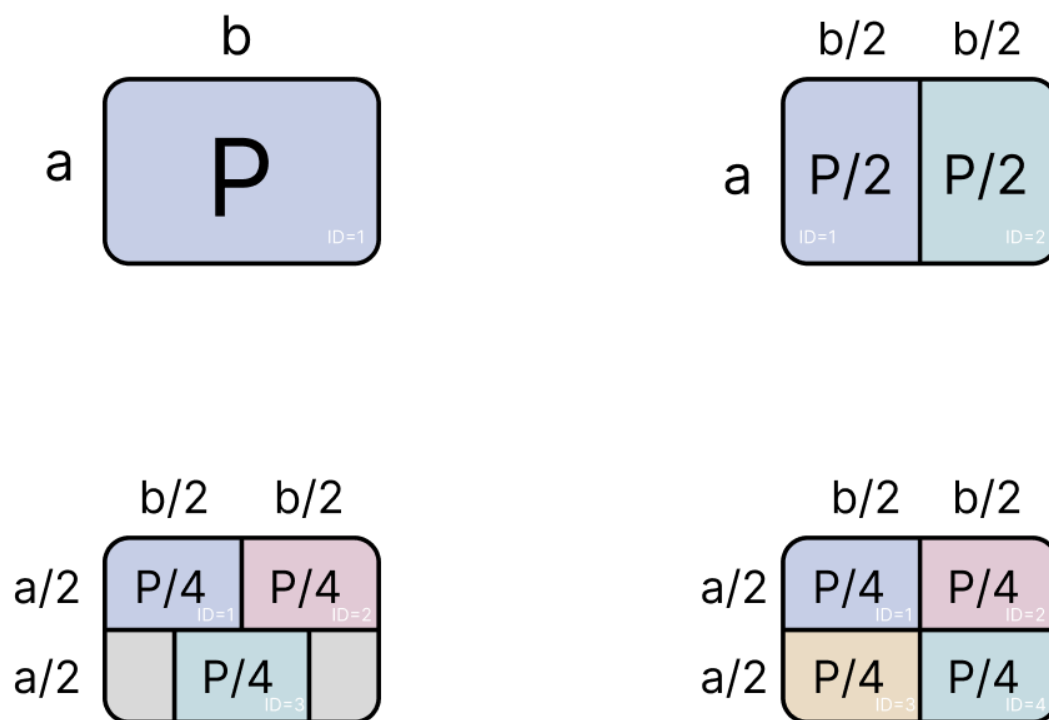 b
a
P
ID=1
b/2 b/2
a
P/2 P/2
ID=1 ID=2
b/2 b/2
a/2 P/4 P/4
ID=1 ID=2
a/2 P/4
ID=3
b/2 b/2
a/2 P/4 P/4
ID=1 ID=2
a/2 P/4 P/4
ID=3 ID=4